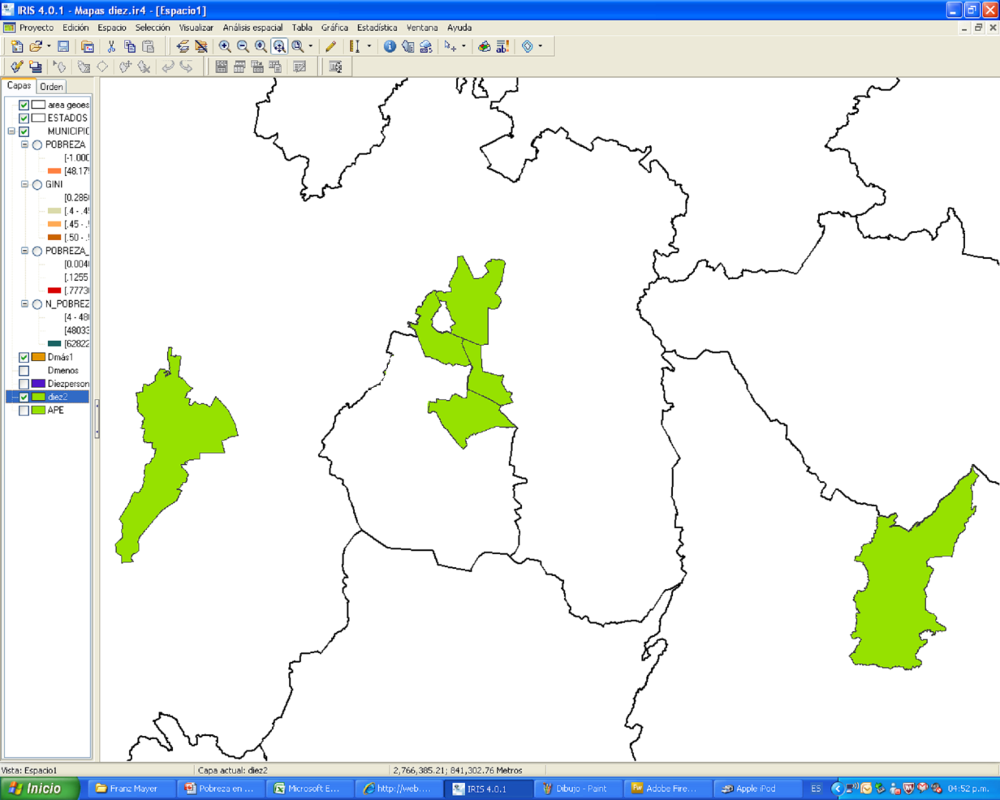 IRIS 4.0.1 - Mapas diez.ir4 - [Espacio1]
Proyecto Edición Espacio Selección Visualizar Análisis espacial Tabla Gráfica Estadística Ventana Ayuda
Capas Orden
area geoes
ESTADOS
MUNICIPIO
POBREZA
[-1.000
[48.17
GINI
[0.286
[.4 - .4
[.45 - .
[.50 - .
POBREZA_
[0.004
[.1255
[.7773
N_POBREZ
[4 - 480
[48033
[62822
Dmás1
Dmenos
Diezperson
diez2
APE
Vista: Espacio1 Capa actual: diez2 2,766,385.21; 841,302.76 Metros
Inicio Franz Mayer Pobreza en ... Microsoft E... http://web.... IRIS 4.0.1 Dibujo - Paint Adobe Fire... Apple iPod ES 04:52 p.m.